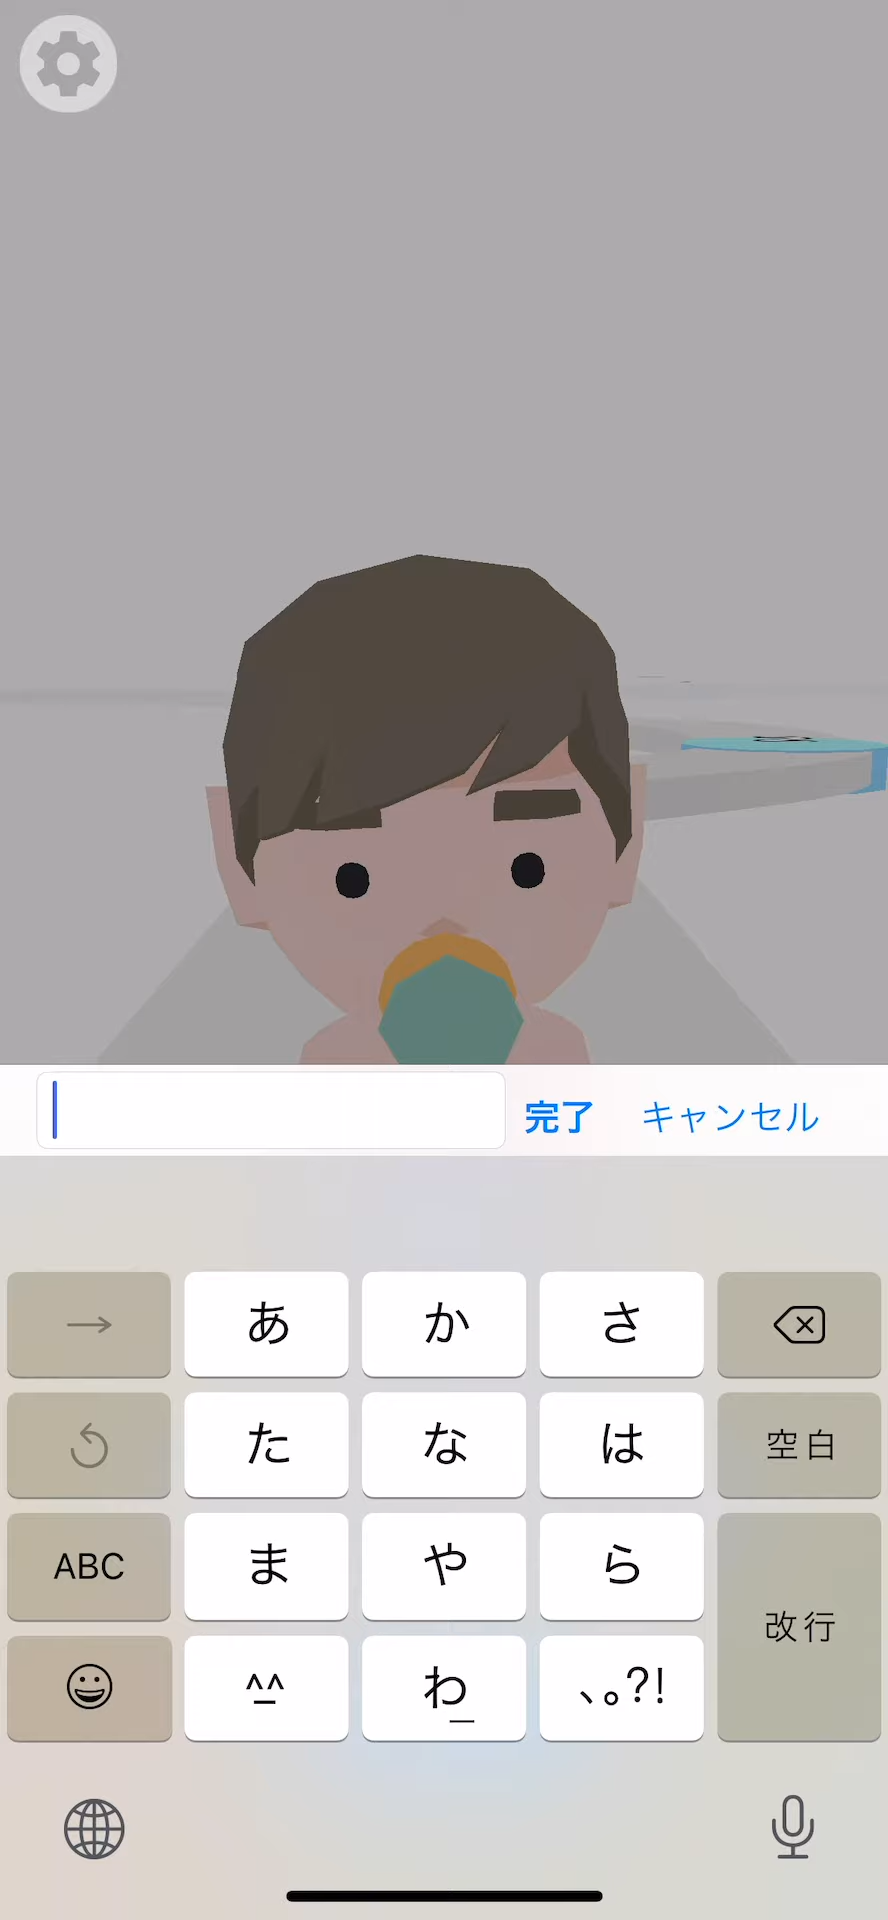 完了 キャンセル
→ あ か さ
た な は 空白
ABC ま や ら
改行
^^ わ 、。?!